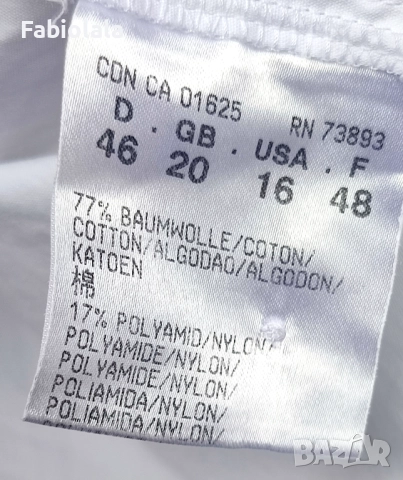 Fabiolata
CDN CA 01625 RN 73893
D . GB . USA . F
46 20 16 48
77% BAUMWOLLE/COTON/
COTTON/ALGODAO/ALGODON/
KATOEN
棉
17% POLYAMID/NYLON/
POLYAMIDE/NYLON/
POLYAMIDE/NYLON/
POLIAMIDA/NYLON/
POLIAMIDA/NYLON/
BAZAR